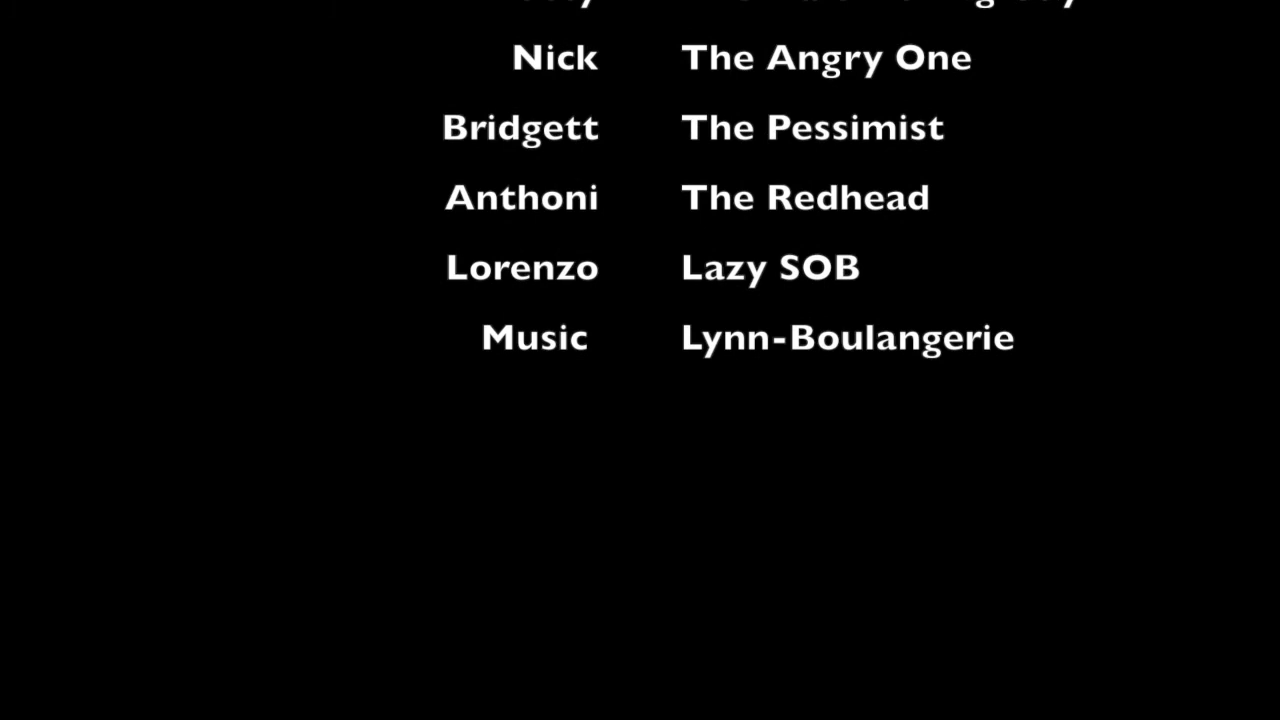 Nick The Angry One
Bridgett The Pessimist
Anthoni The Redhead
Lorenzo Lazy SOB
Music Lynn-Boulangerie